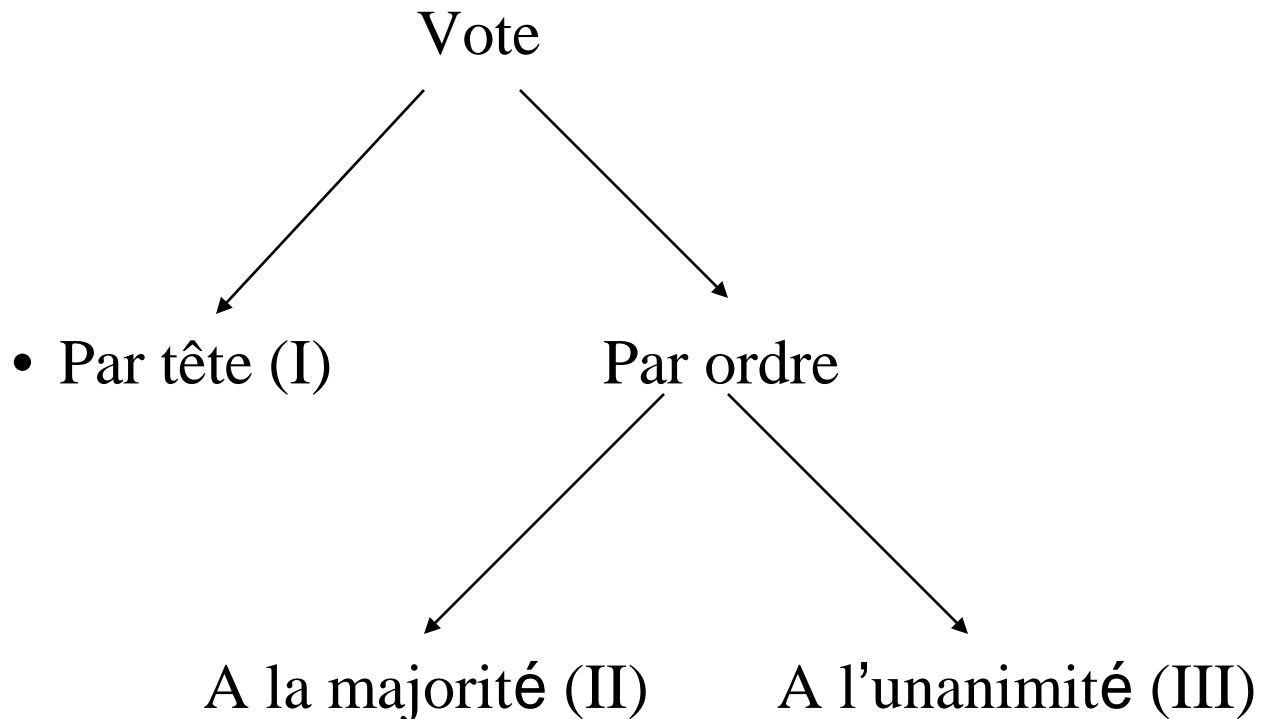 Vote
• Par tête (I)
Par ordre
A la majorité (II)
A l’unanimité (III)